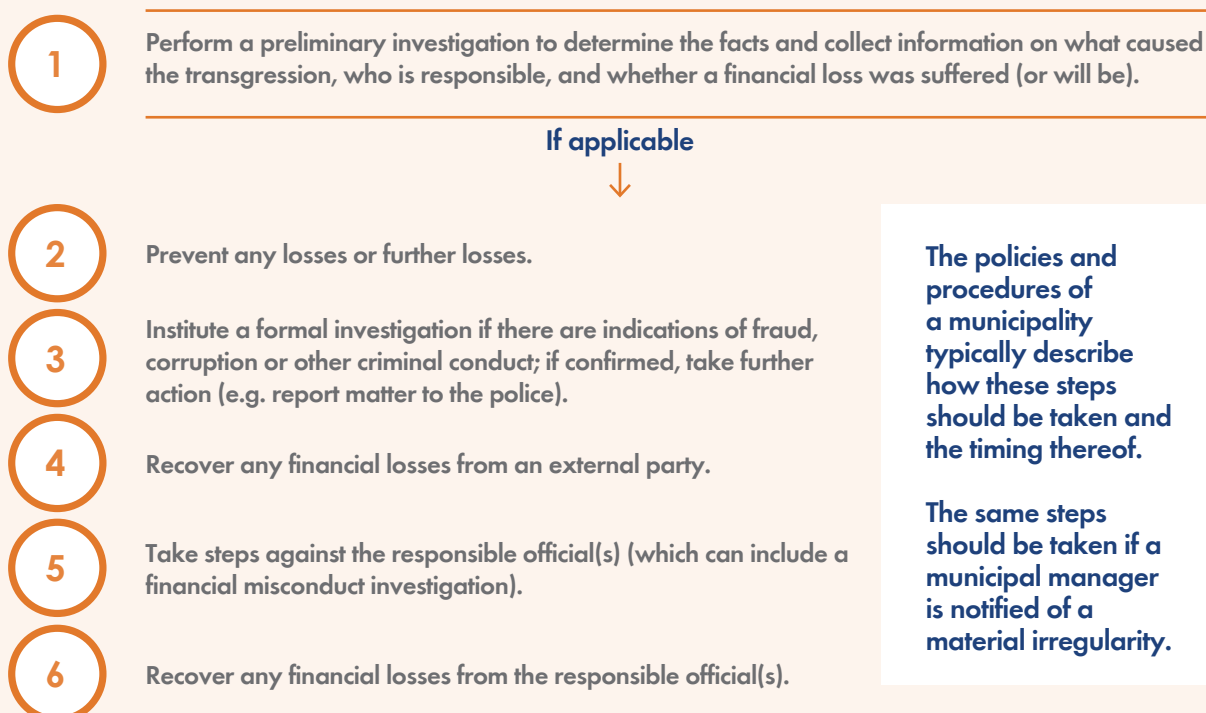 1
Perform a preliminary investigation to determine the facts and collect information on what caused
the transgression, who is responsible, and whether a financial loss was suffered (or will be).
If applicable
2
Prevent any losses or further losses.
3
Institute a formal investigation if there are indications of fraud,
corruption or other criminal conduct; if confirmed, take further
action (e.g. report matter to the police).
4
Recover any financial losses from an external party.
5
Take steps against the responsible official(s) (which can include a
financial misconduct investigation).
6
Recover any financial losses from the responsible official(s).
The policies and
procedures of
a municipality
typically describe
how these steps
should be taken and
the timing thereof.
The same steps
should be taken if a
municipal manager
is notified of a
material irregularity.